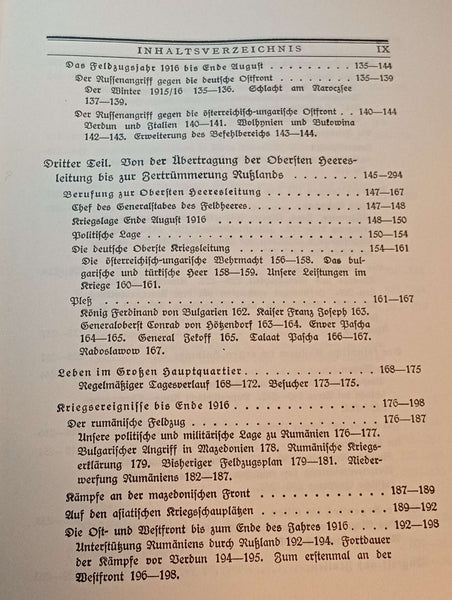 INHALTSVERZEICHNIS IX
Das Feldzugsjahr 1916 bis Ende August . . . . . . . . . 135—144
Der Russenangriff gegen die deutsche Ostfront . . . . . . 135—139
Der Winter 1915/16 135—136. Schlacht am Naroczsee
137—139.
Der Russenangriff gegen die österreichisch-ungarische Ostfront . . 140—144
Verdun und Italien 140—141. Wolhynien und Bukowina
142—143. Erweiterung des Befehlbereichs 143—144.
Dritter Teil. Von der Übertragung der Obersten Heeres-
leitung bis zur Zertrümmerung Rußlands . . . . . 145—294
Berufung zur Obersten Heeresleitung . . . . . . . . . 147—167
Chef des Generalstabes des Feldheeres . . . . . . . . . 147—148
Kriegslage Ende August 1916 . . . . . . . . . . . . 148—150
Politische Lage . . . . . . . . . . . . . . . . . 150—154
Die deutsche Oberste Kriegsleitung . . . . . . . . . . 154—161
Die österreichisch-ungarische Wehrmacht 156—158. Das bul-
garische und türkische Heer 158—159. Unsere Leistungen im
Kriege 160—161.
Pleß . . . . . . . . . . . . . . . . . . . . . 161—167
König Ferdinand von Bulgarien 162. Kaiser Franz Joseph 163.
Generaloberst Conrad von Hötzendorf 163—164. Enver Pascha
164—165. General Jekoff 165. Talaat Pascha 166—167.
Radoslawow 167.
Leben im Großen Hauptquartier . . . . . . . . . . . 168—175
Regelmäßiger Tagesverlauf 168—172. Besucher 173—175.
Kriegsereignisse bis Ende 1916 . . . . . . . . . . . . 176—198
Der rumänische Feldzug . . . . . . . . . . . . . . 176—187
Unsere politische und militärische Lage zu Rumänien 176—177.
Bulgarischer Angriff in Mazedonien 178. Rumänische Kriegs-
erklärung 179. Bisheriger Feldzugsplan 179—181. Nieder-
werfung Rumäniens 182—187.
Kämpfe an der mazedonischen Front . . . . . . . . . . 187—189
Auf den asiatischen Kriegsschauplätzen . . . . . . . . . 189—192
Die Ost- und Westfront bis zum Ende des Jahres 1916 . . . . 192—198
Unterstützung Rumäniens durch Rußland 192—194. Fortdauer
der Kämpfe vor Verdun 194—195. Zum erstenmal an der
Westfront 196—198.